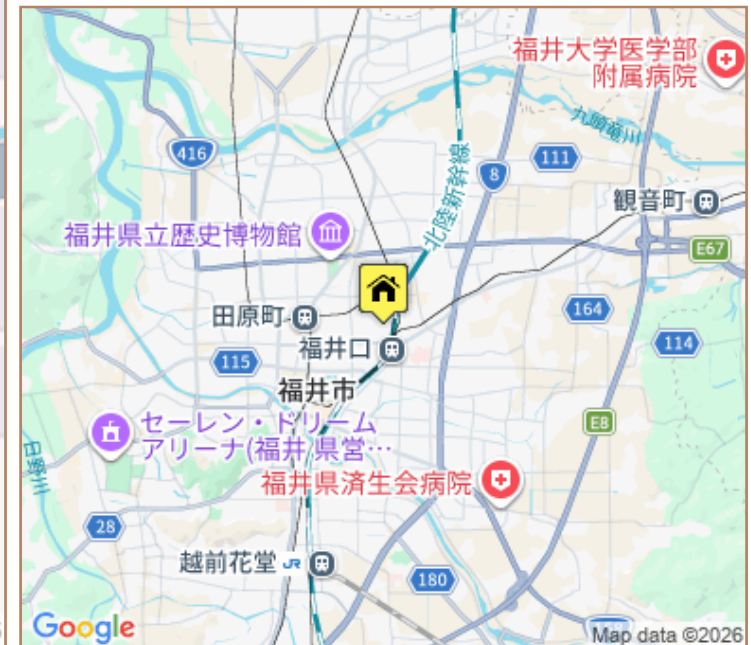 福井大学医学部
附属病院
九頭竜川
416
111
8
北陸新幹線
観音町
福井県立歴史博物館
E67
田原町
164
福井口
114
115
福井市
セーレン・ドリーム
アリーナ(福井 県営…
E8
日野川
福井県済生会病院
28
越前花堂 JR
180
Google
Map data ©2026